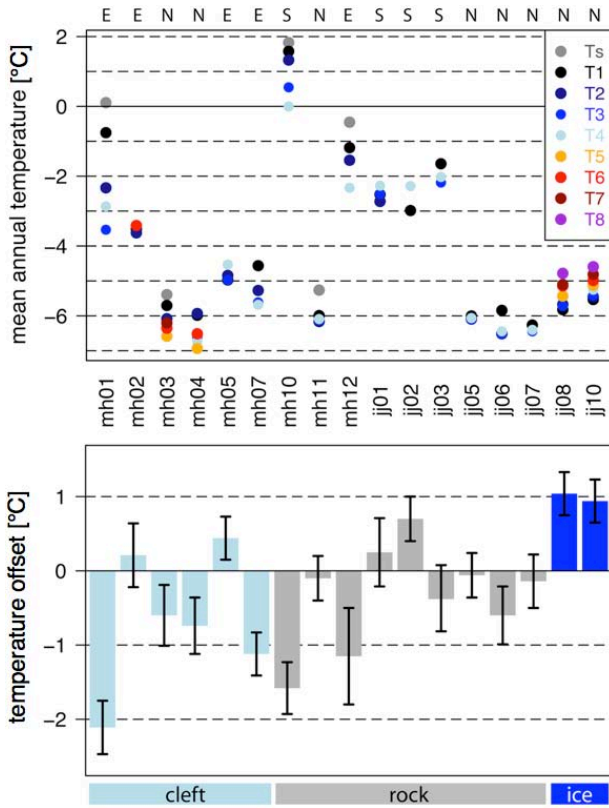 E E N N E E S N E S S S N N N N N
mean annual temperature [°C]
2
0
−2
−4
−6
Ts
T1
T2
T3
T4
T5
T6
T7
T8
mh01 mh02 mh03 mh04 mh05 mh07 mh10 mh11 mh12 jj01 jj02 jj03 jj05 jj06 jj07 jj08 jj10
temperature offset [°C]
1
0
−1
−2
cleft rock ice